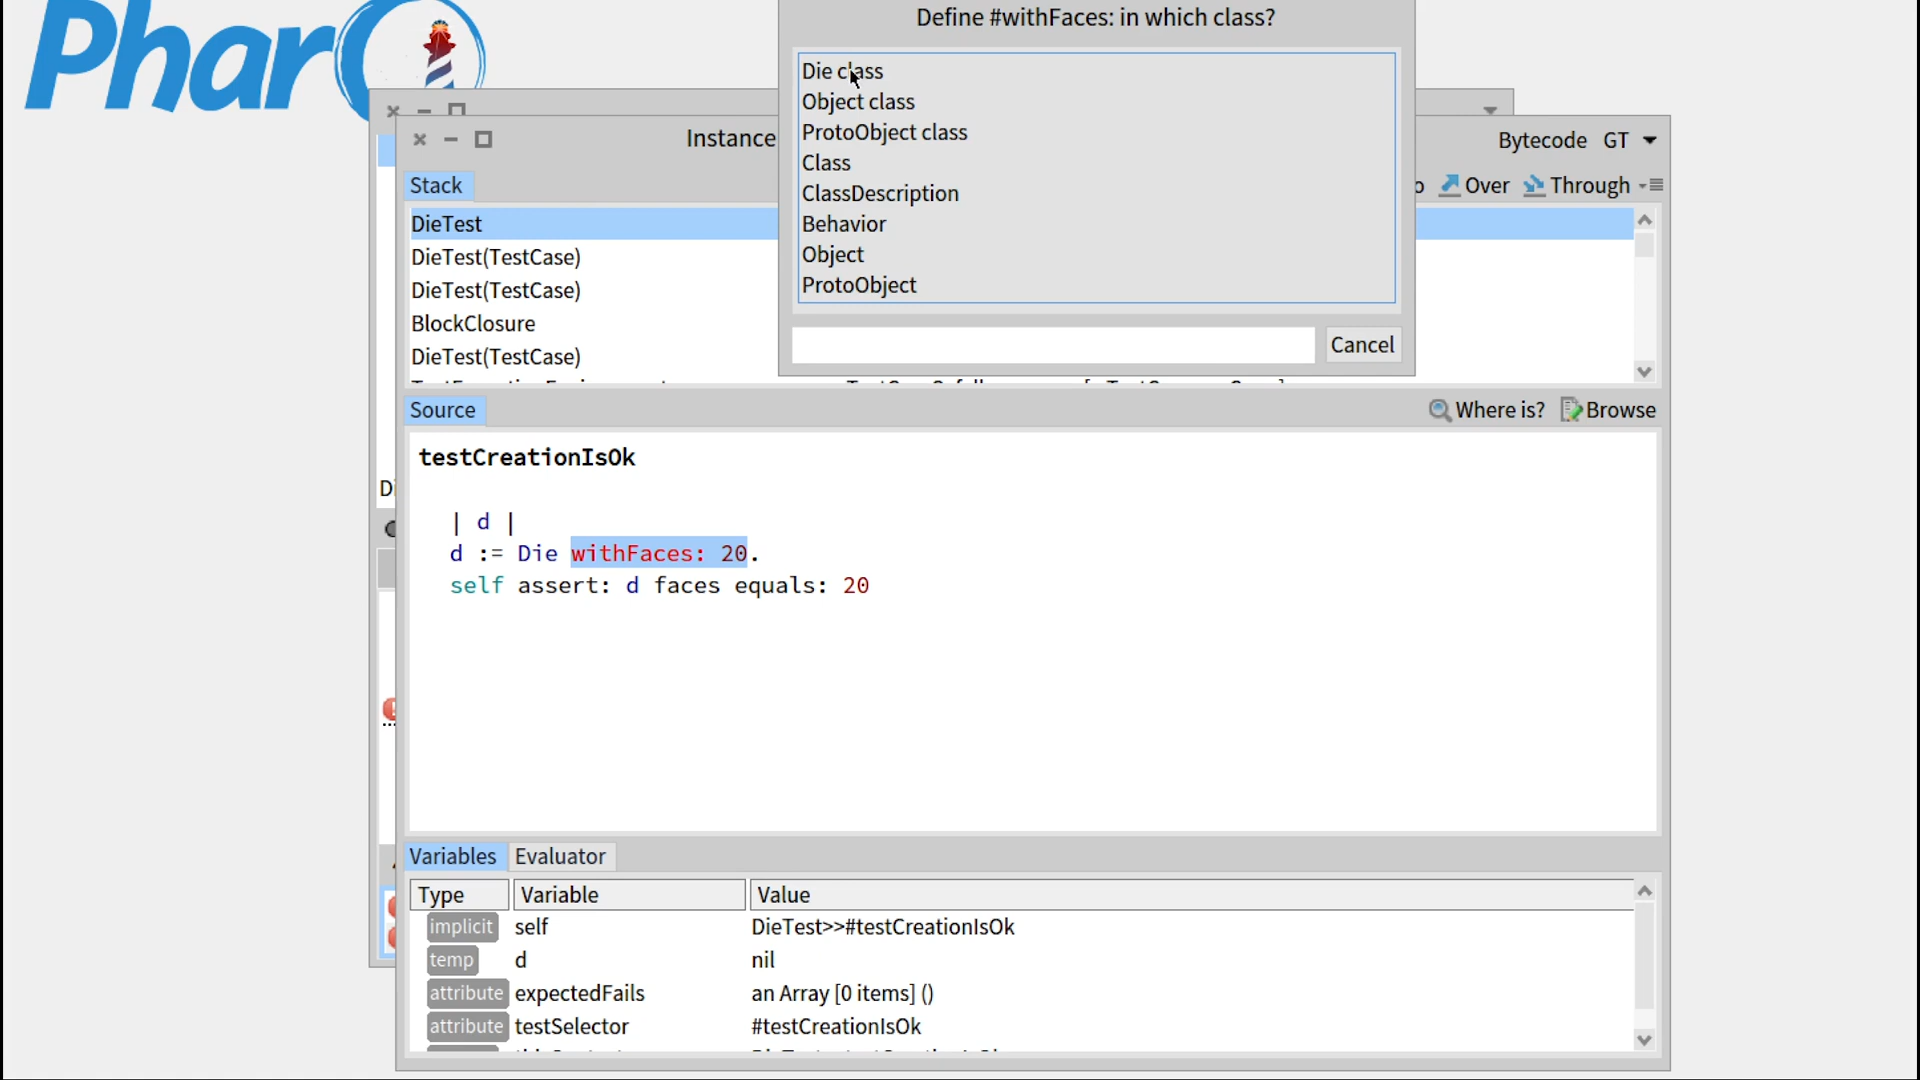 Pharo
Define #withFaces: in which class?
Die class
Object class
ProtoObject class
Class
ClassDescription
Behavior
Object
ProtoObject
Cancel
Instance
Bytecode GT
Stack
Over Through
DieTest
DieTest(TestCase)
DieTest(TestCase)
BlockClosure
DieTest(TestCase)
Source
Where is? Browse
testCreationIsOk
| d |
d := Die withFaces: 20.
self assert: d faces equals: 20
Variables Evaluator
Type Variable Value
implicit self DieTest>>#testCreationIsOk
temp d nil
attribute expectedFails an Array [0 items] ()
attribute testSelector #testCreationIsOk